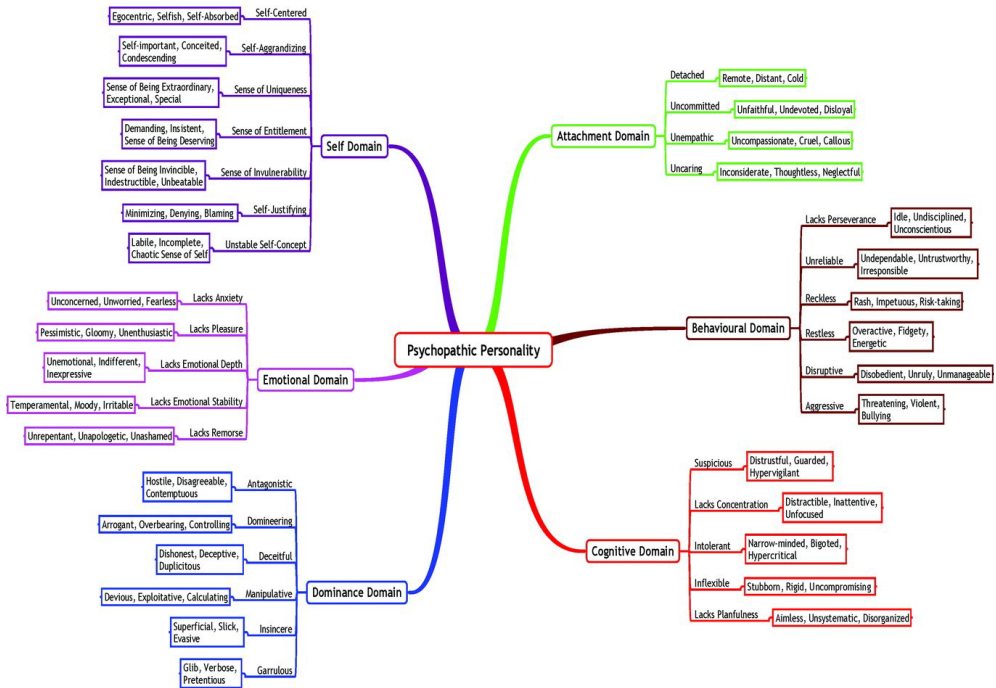 Psychopathic Personality
Self Domain
Self-Centered
Egocentric, Selfish, Self-Absorbed
Self-Aggrandizing
Self-important, Conceited,
Condescending
Sense of Uniqueness
Sense of Being Extraordinary,
Exceptional, Special
Sense of Entitlement
Demanding, Insistent,
Sense of Being Deserving
Sense of Invulnerability
Sense of Being Invincible,
Indestructible, Unbeatable
Self-Justifying
Minimizing, Denying, Blaming
Unstable Self-Concept
Labile, Incomplete,
Chaotic Sense of Self
Emotional Domain
Lacks Anxiety
Unconcerned, Unworried, Fearless
Lacks Pleasure
Pessimistic, Gloomy, Unenthusiastic
Lacks Emotional Depth
Unemotional, Indifferent,
Inexpressive
Lacks Emotional Stability
Temperamental, Moody, Irritable
Lacks Remorse
Unrepentant, Unapologetic, Unashamed
Dominance Domain
Antagonistic
Hostile, Disagreeable,
Contemptuous
Domineering
Arrogant, Overbearing, Controlling
Deceitful
Dishonest, Deceptive,
Duplicitous
Manipulative
Devious, Exploitative, Calculating
Insincere
Superficial, Slick,
Evasive
Garrulous
Glib, Verbose,
Pretentious
Attachment Domain
Detached
Remote, Distant, Cold
Uncommitted
Unfaithful, Undevoted, Disloyal
Unempathic
Uncompassionate, Cruel, Callous
Uncaring
Inconsiderate, Thoughtless, Neglectful
Behavioural Domain
Lacks Perseverance
Idle, Undisciplined,
Unconscientious
Unreliable
Undependable, Untrustworthy,
Irresponsible
Reckless
Rash, Impetuous, Risk-taking
Restless
Overactive, Fidgety,
Energetic
Disruptive
Disobedient, Unruly, Unmanageable
Aggressive
Threatening, Violent,
Bullying
Cognitive Domain
Suspicious
Distrustful, Guarded,
Hypervigilant
Lacks Concentration
Distractible, Inattentive,
Unfocused
Intolerant
Narrow-minded, Bigoted,
Hypercritical
Inflexible
Stubborn, Rigid, Uncompromising
Lacks Planfulness
Aimless, Unsystematic, Disorganized